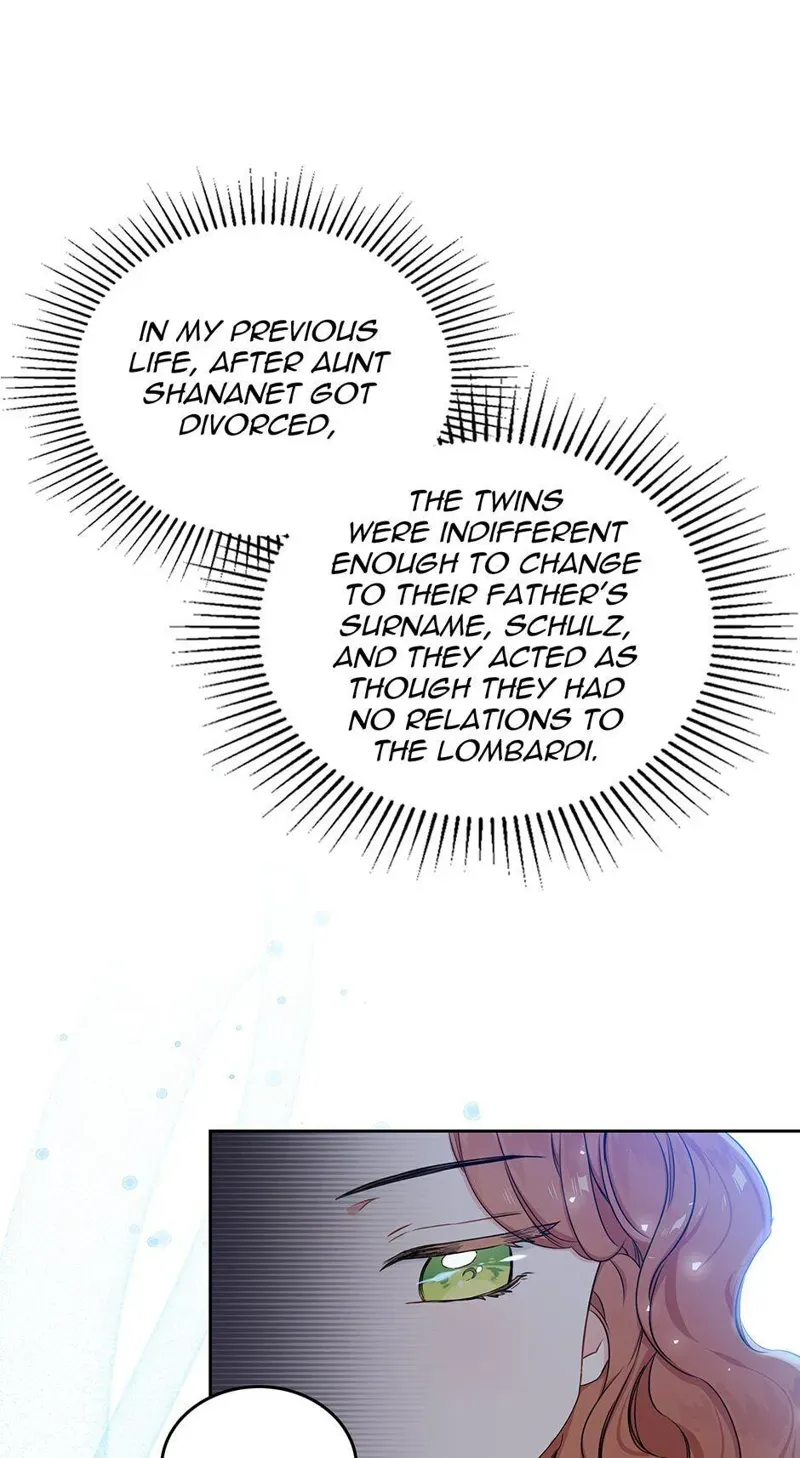 IN MY PREVIOUS
LIFE, AFTER AUNT
SHANANET GOT
DIVORCED,
THE TWINS
WERE INDIFFERENT
ENOUGH TO CHANGE
TO THEIR FATHER'S
SURNAME, SCHULZ,
AND THEY ACTED AS
THOUGH THEY HAD
NO RELATIONS TO
THE LOMBARDI.